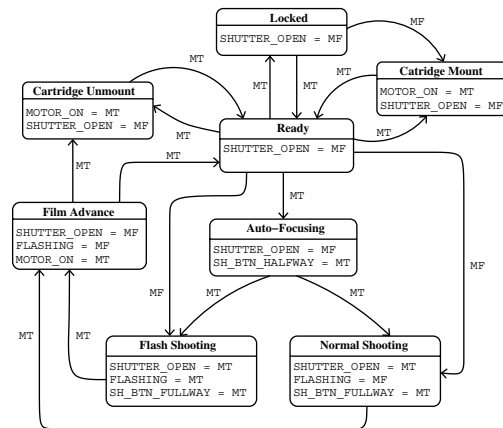 Locked
SHUTTER_OPEN = MF
MF
MT
MT
MT
MT
Cartridge Unmount
MOTOR_ON = MT
SHUTTER_OPEN = MF
Catridge Mount
MOTOR_ON = MT
SHUTTER_OPEN = MF
MT
MT
Ready
SHUTTER_OPEN = MF
MT
MT
MT
Film Advance
SHUTTER_OPEN = MF
FLASHING = MF
MOTOR_ON = MT
Auto-Focusing
SHUTTER_OPEN = MF
SH_BTN_HALFWAY = MT
MF
MF
MT
MT
MT
MT
Flash Shooting
SHUTTER_OPEN = MT
FLASHING = MT
SH_BTN_FULLWAY = MT
Normal Shooting
SHUTTER_OPEN = MT
FLASHING = MF
SH_BTN_FULLWAY = MT